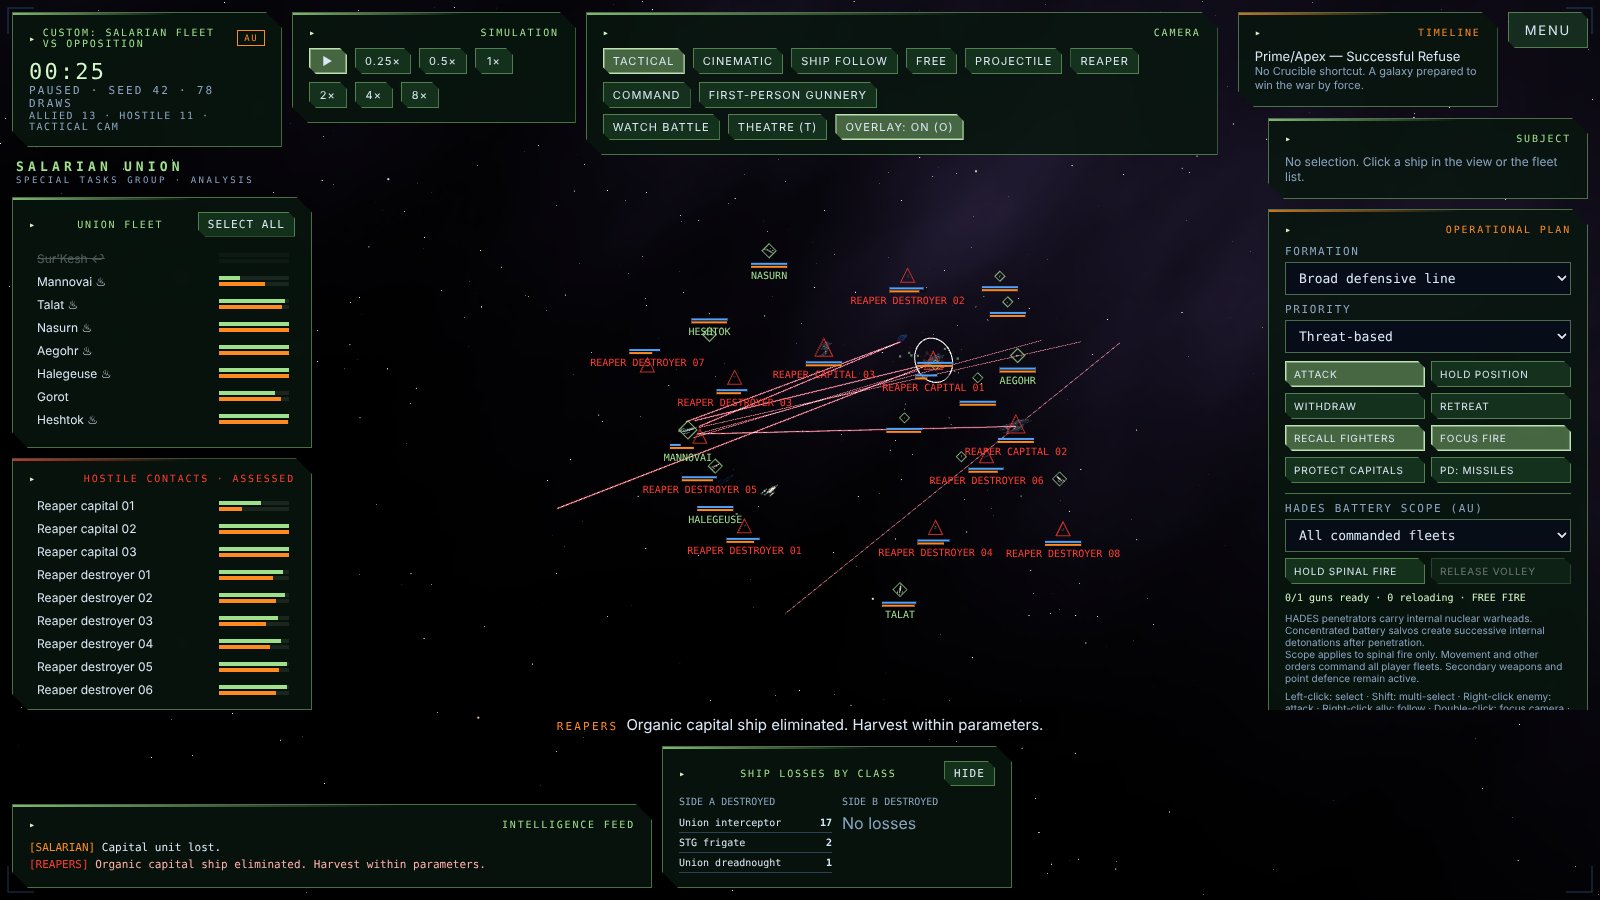 CUSTOM: SALARIAN FLEET
VS OPPOSITION
AU
00:25
PAUSED · SEED 42 · 78
DRAWS
ALLIED 13 · HOSTILE 11 ·
TACTICAL CAM
SIMULATION
0.25×
0.5×
1×
2×
4×
8×
CAMERA
TACTICAL
CINEMATIC
SHIP FOLLOW
FREE
PROJECTILE
REAPER
COMMAND
FIRST-PERSON GUNNERY
WATCH BATTLE
THEATRE (T)
OVERLAY: ON (O)
TIMELINE
Prime/Apex — Successful Refuse
No Crucible shortcut. A galaxy prepared to
win the war by force.
MENU
SUBJECT
No selection. Click a ship in the view or the fleet
list.
SALARIAN UNION
SPECIAL TASKS GROUP · ANALYSIS
UNION FLEET
SELECT ALL
Sur'Kesh
Mannovai
Talat
Nasurn
Aegohr
Halegeuse
Gorot
Heshtok
HOSTILE CONTACTS · ASSESSED
Reaper capital 01
Reaper capital 02
Reaper capital 03
Reaper destroyer 01
Reaper destroyer 02
Reaper destroyer 03
Reaper destroyer 04
Reaper destroyer 05
Reaper destroyer 06
NASURN
REAPER DESTROYER 02
HESHTOK
REAPER DESTROYER 07
REAPER CAPITAL 03
REAPER CAPITAL 01
AEGOHR
REAPER DESTROYER 03
MANNOVAI
REAPER CAPITAL 02
REAPER DESTROYER 06
REAPER DESTROYER 05
HALEGEUSE
REAPER DESTROYER 01
REAPER DESTROYER 04
REAPER DESTROYER 08
TALAT
OPERATIONAL PLAN
FORMATION
Broad defensive line
PRIORITY
Threat-based
ATTACK
HOLD POSITION
WITHDRAW
RETREAT
RECALL FIGHTERS
FOCUS FIRE
PROTECT CAPITALS
PD: MISSILES
HADES BATTERY SCOPE (AU)
All commanded fleets
HOLD SPINAL FIRE
RELEASE VOLLEY
0/1 guns ready · 0 reloading · FREE FIRE
HADES penetrators carry internal nuclear warheads.
Concentrated battery salvos create successive internal
detonations after penetration.
Scope applies to spinal fire only. Movement and other
orders command all player fleets. Secondary weapons and
point defence remain active.
Left-click: select · Shift: multi-select · Right-click enemy:
attack · Right-click ally: follow · Double-click: focus camera ·
REAPERS Organic capital ship eliminated. Harvest within parameters.
SHIP LOSSES BY CLASS
HIDE
SIDE A DESTROYED
Union interceptor 17
STG frigate 2
Union dreadnought 1
SIDE B DESTROYED
No losses
INTELLIGENCE FEED
[SALARIAN] Capital unit lost.
[REAPERS] Organic capital ship eliminated. Harvest within parameters.